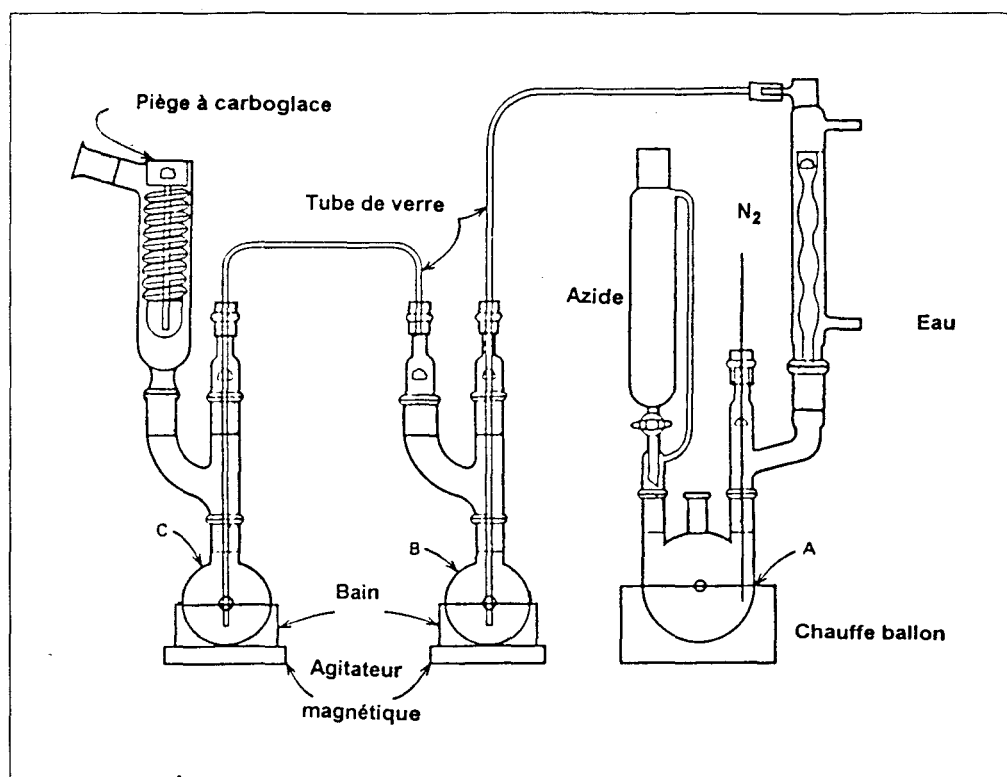 Piège à carboglace
Tube de verre
N₂
Azide
Eau
C
B
A
Bain
Chauffe ballon
Agitateur
magnétique